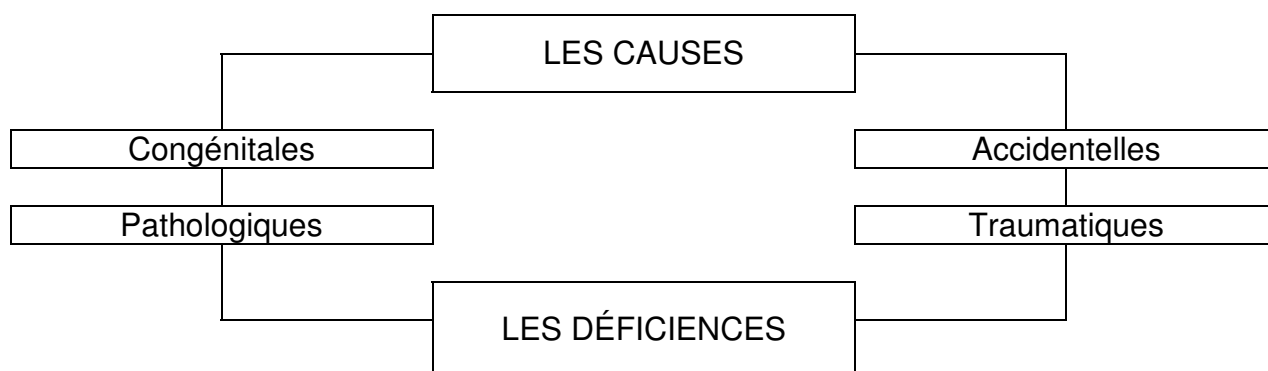 LES CAUSES
Congénitales
Accidentelles
Pathologiques
Traumatiques
LES DÉFICIENCES